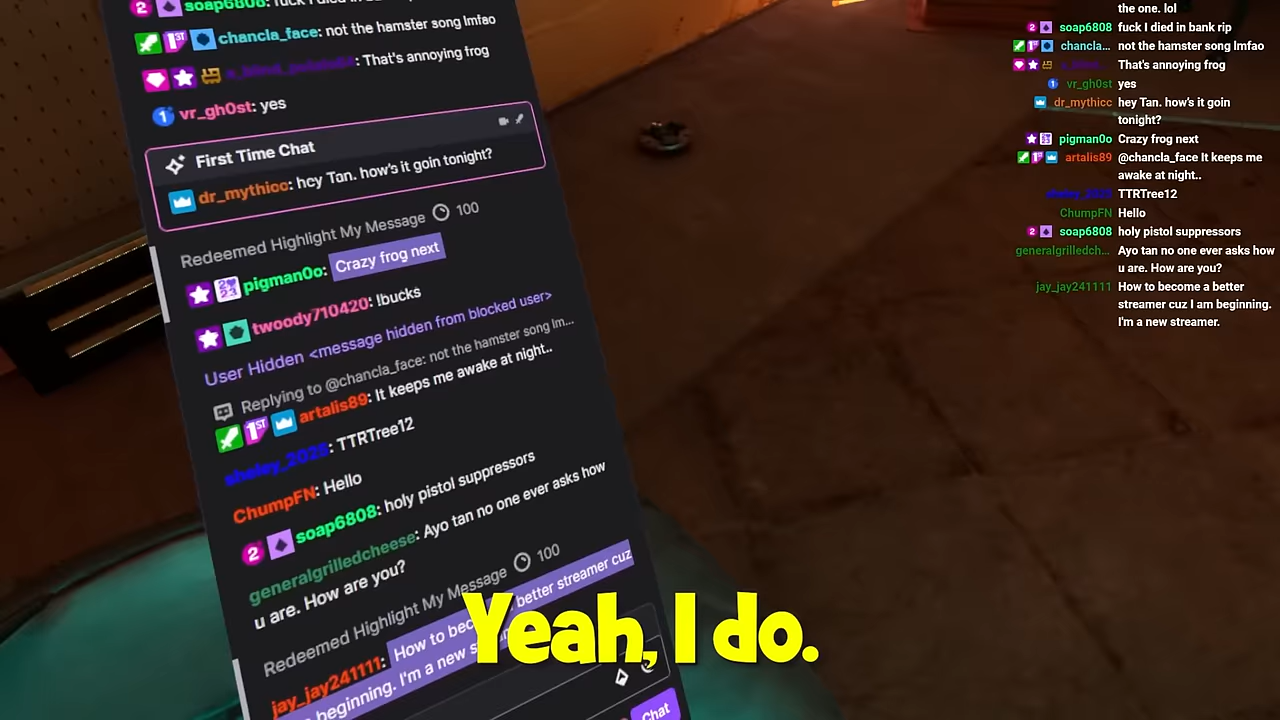 soap6808: fuck I died in bank rip
chancla_face: not the hamster song lmfao
That's annoying frog
vr_gh0st: yes
First Time Chat
dr_mythicc: hey Tan. how's it goin tonight?
Redeemed Highlight My Message 100
pigman0o: Crazy frog next
twoody710420: !bucks
User Hidden <message hidden from blocked user>
Replying to @chancla_face: not the hamster song lm...
artalis89: It keeps me awake at night..
TTRTree12
ChumpFN: Hello
2 soap6808: holy pistol suppressors
generalgrilledcheese: Ayo tan no one ever asks how
u are. How are you?
Redeemed Highlight My Message 100
jay_jay241111: How to bec better streamer cuz
beginning. I'm a new
Chat
Yeah, I do.
the one. lol
2 soap6808 fuck I died in bank rip
1ST chancla... not the hamster song lmfao
That's annoying frog
vr_gh0st yes
dr_mythicc hey Tan. how's it goin
tonight?
pigman0o Crazy frog next
1ST artalis89 @chancla_face It keeps me
awake at night..
TTRTree12
ChumpFN Hello
2 soap6808 holy pistol suppressors
generalgrilledch... Ayo tan no one ever asks how
u are. How are you?
jay_jay241111 How to become a better
streamer cuz I am beginning.
I'm a new streamer.